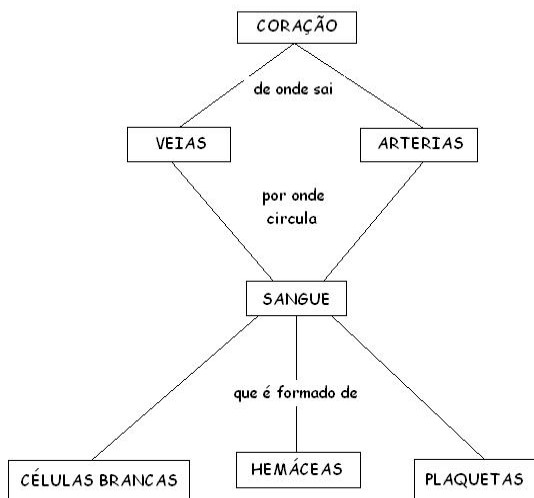 CORAÇÃO
de onde sai
VEIAS
ARTERIAS
por onde
circula
SANGUE
que é formado de
CÉLULAS BRANCAS
HEMÁCEAS
PLAQUETAS